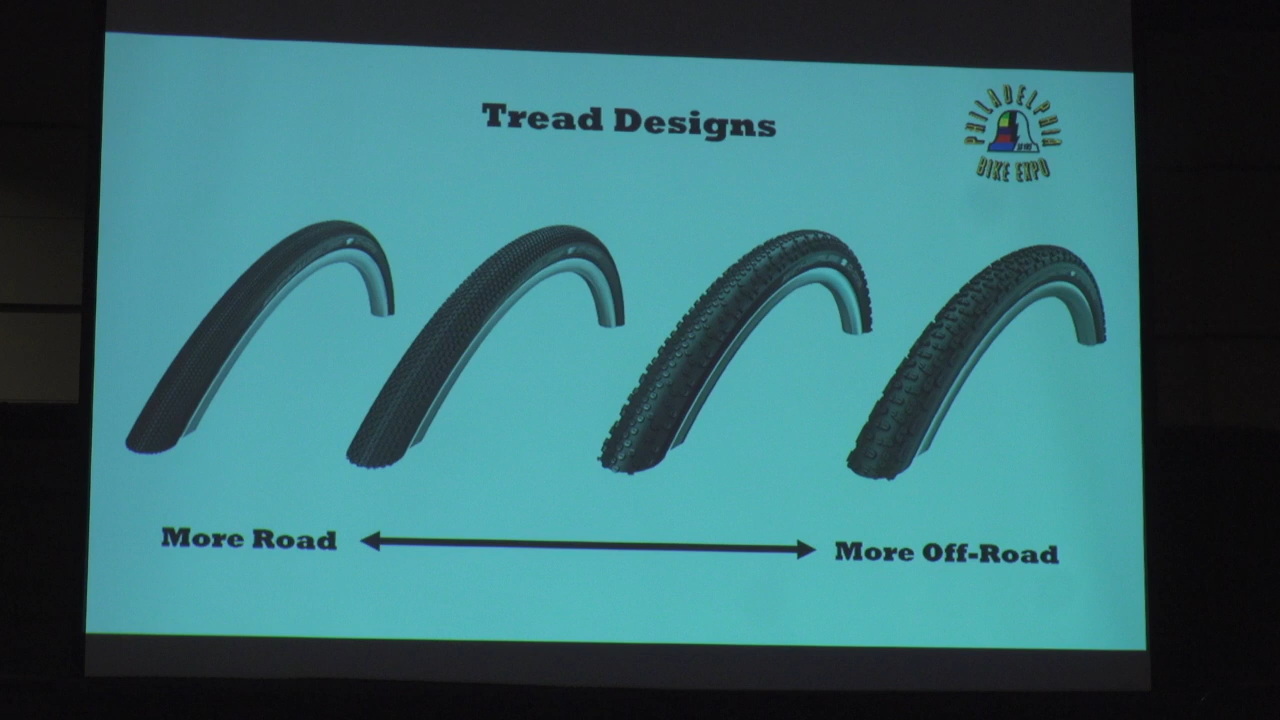 Tread Designs
PHILADELPHIA
BIKE EXPO
More Road
More Off-Road